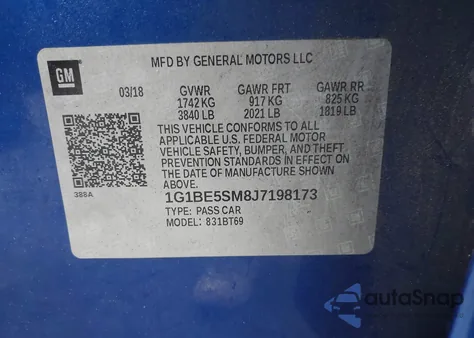 GM
MFD BY GENERAL MOTORS LLC
03/18 GVWR GAWR FRT GAWR RR
1742 KG 917 KG 825 KG
3840 LB 2021 LB 1819 LB
THIS VEHICLE CONFORMS TO ALL
APPLICABLE U.S. FEDERAL MOTOR
VEHICLE SAFETY, BUMPER, AND THEFT
PREVENTION STANDARDS IN EFFECT ON
THE DATE OF MANUFACTURE SHOWN
ABOVE.
388A
1G1BE5SM8J7198173
TYPE: PASS CAR
MODEL: 831BT69
autoSnap